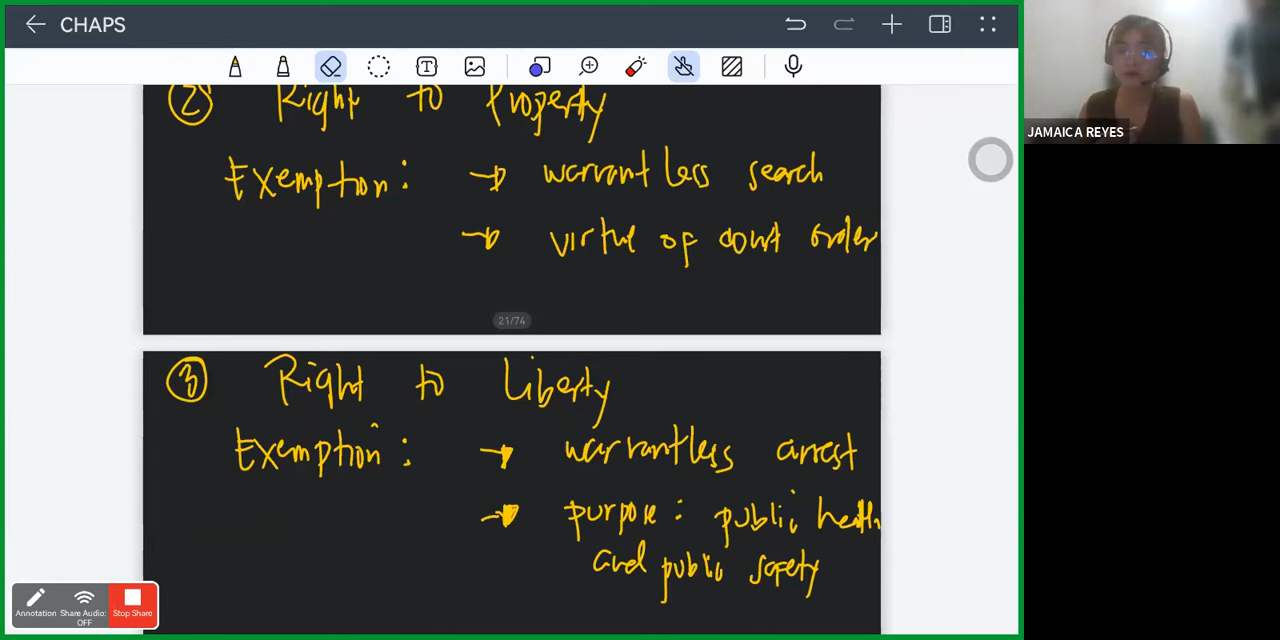 CHAPS
② Right to Property
Exemption: → warrantless search
→ virtue of court order
21/74
③ Right to Liberty
Exemption: → warrantless arrest
→ purpose: public health
and public safety
Annotation
Share Audio: OFF
Stop Share
JAMAICA REYES